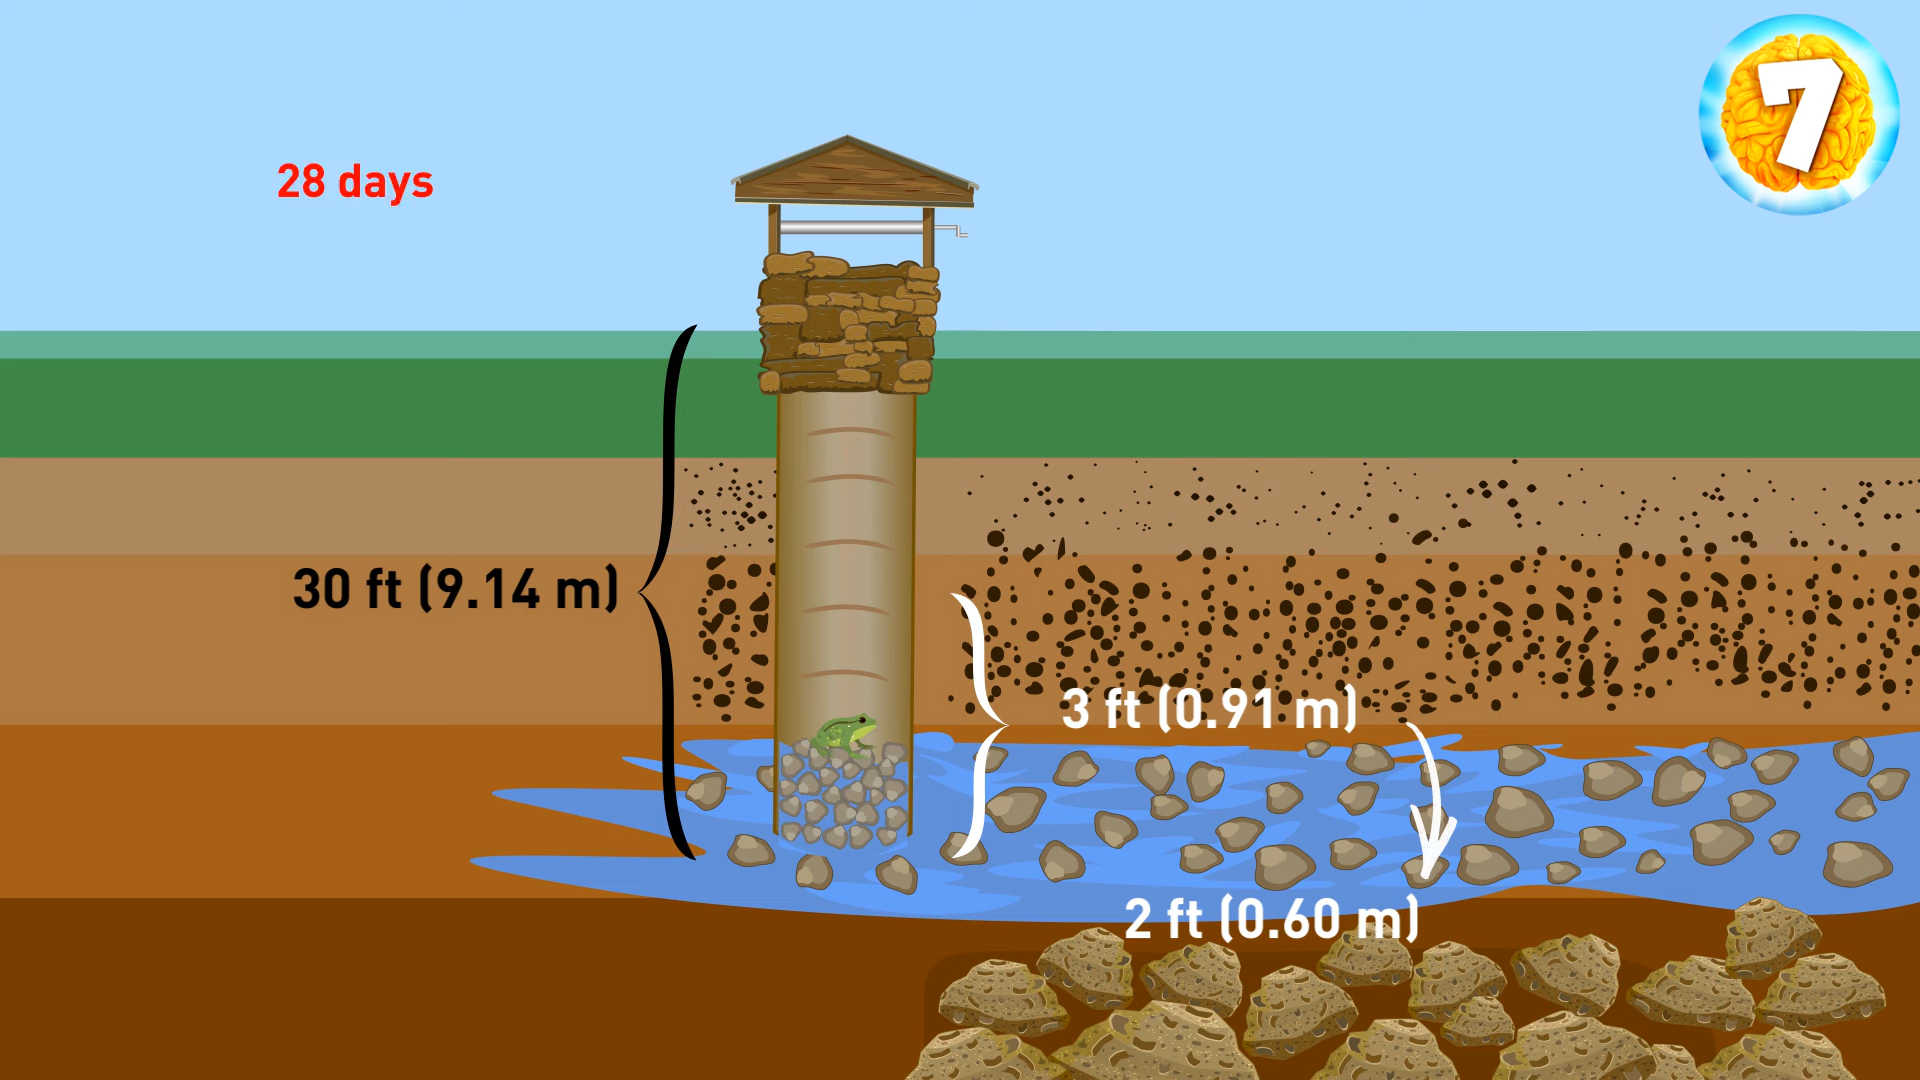 7
28 days
30 ft (9.14 m)
3 ft (0.91 m)
2 ft (0.60 m)